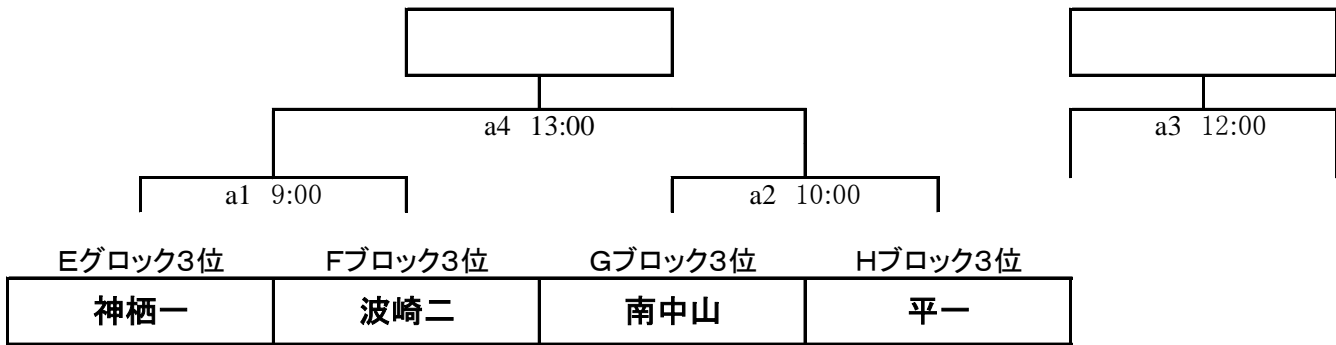 a4 13:00
a3 12:00
a1 9:00
a2 10:00
Eグロック3位
Fブロック3位
Gブロック3位
Hブロック3位
神栖一
波崎二
南中山
平一